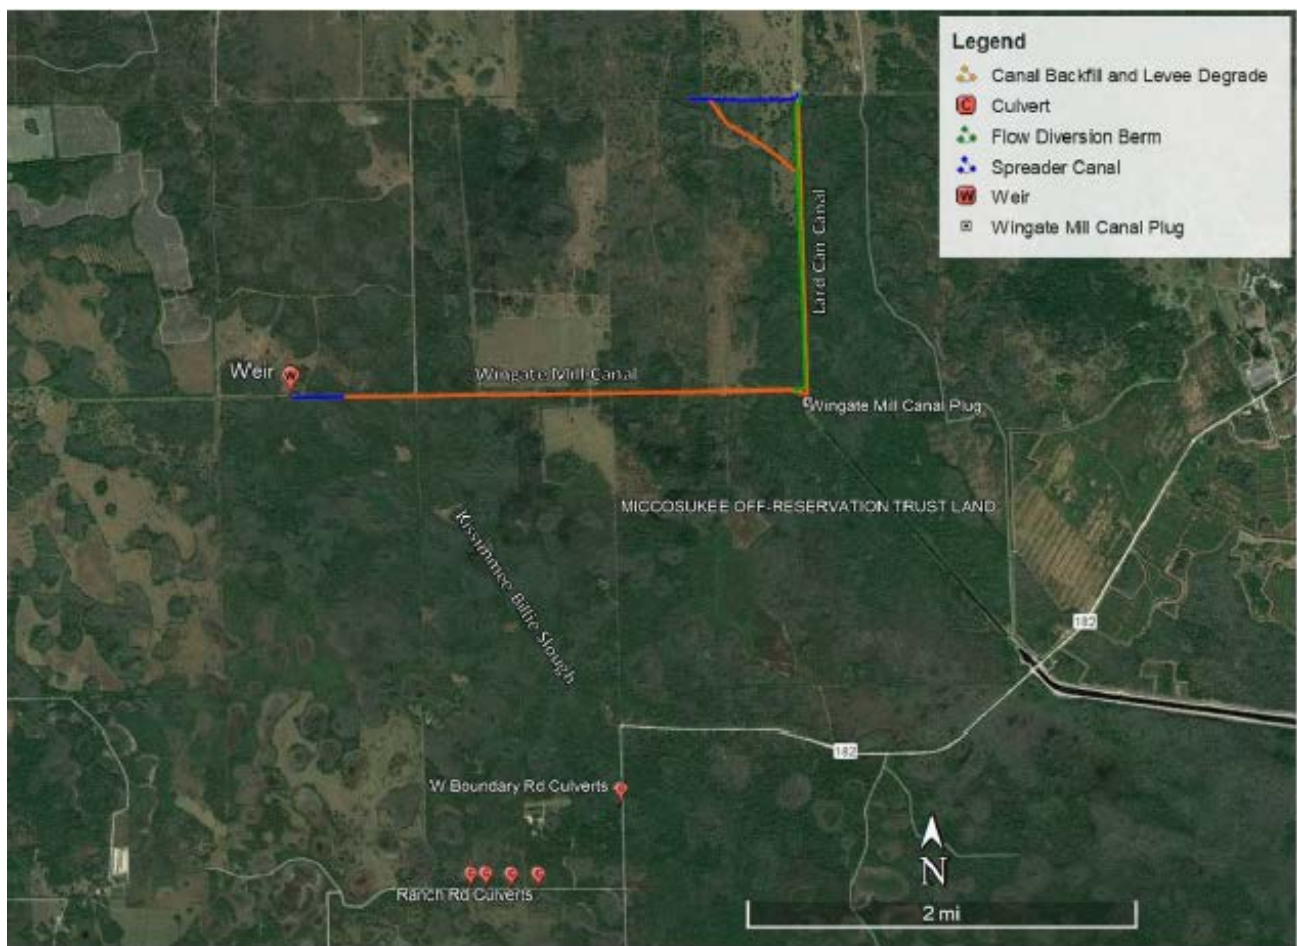 Legend
Canal Backfill and Levee Degrade
C Culvert
Flow Diversion Berm
Spreader Canal
W Weir
Wingate Mill Canal Plug
Lard Can Canal
Weir
W
Wingate Mill Canal
Wingate Mill Canal Plug
MICCOSUKEE OFF-RESERVATION TRUST LAND
Kissimmee Billie Slough
182
182
W Boundary Rd Culverts
C
C C C C
Ranch Rd Culverts
N
2 mi